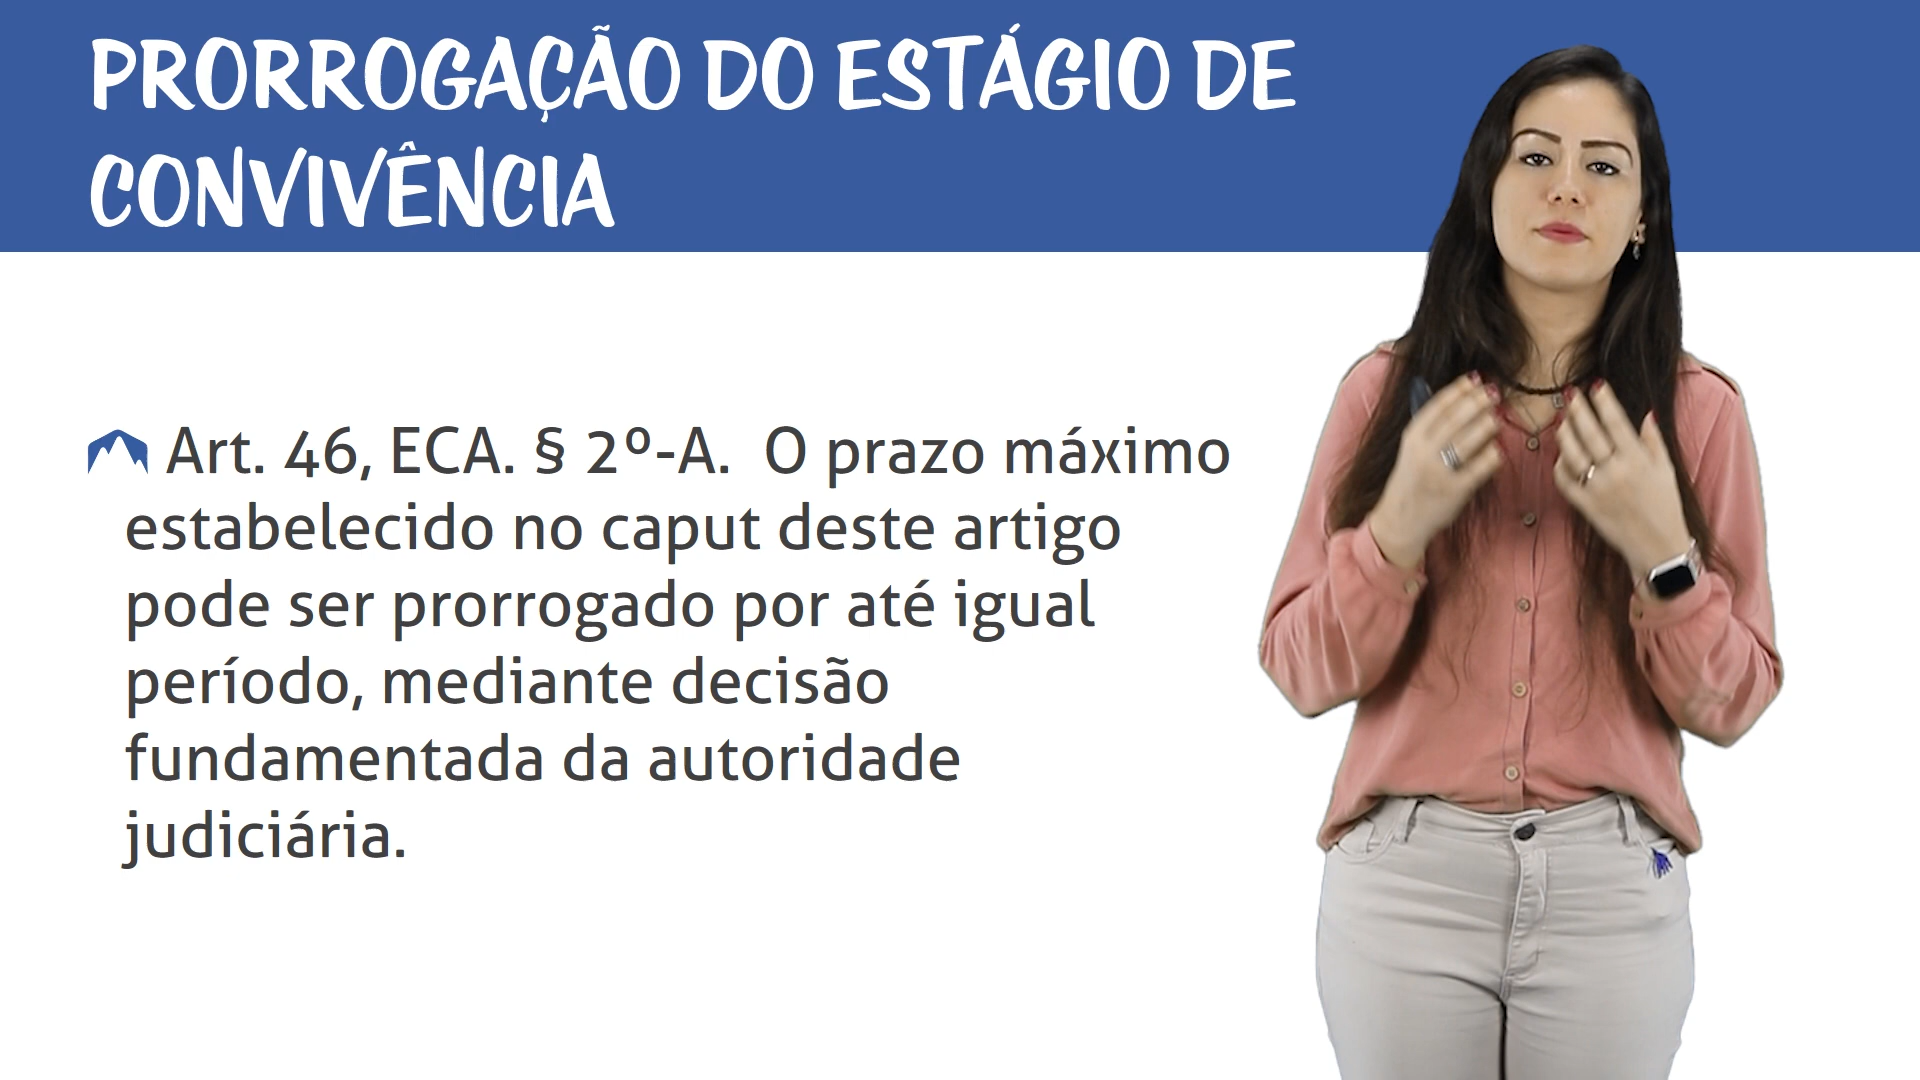 PRORROGAÇÃO DO ESTÁGIO DE
CONVIVÊNCIA
Art. 46, ECA. § 2º-A.  O prazo máximo
estabelecido no caput deste artigo
pode ser prorrogado por até igual
período, mediante decisão
fundamentada da autoridade
judiciária.